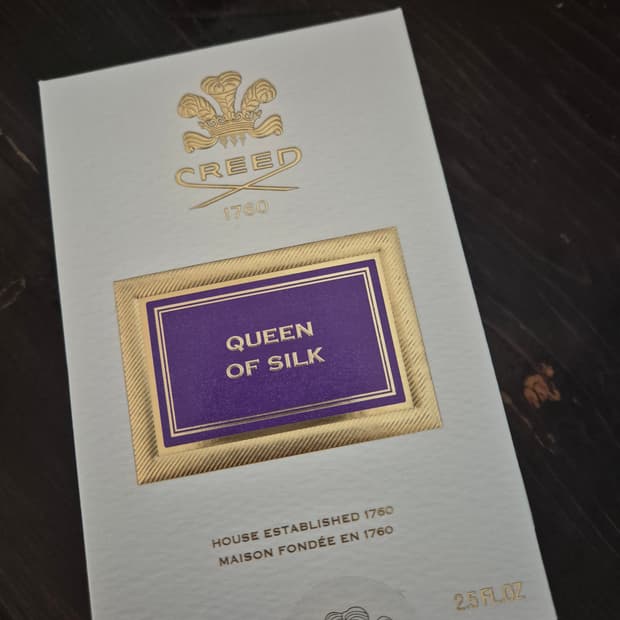 CREED
1760
QUEEN
OF SILK
HOUSE ESTABLISHED 1760
MAISON FONDÉE EN 1760
2.5 FL.OZ